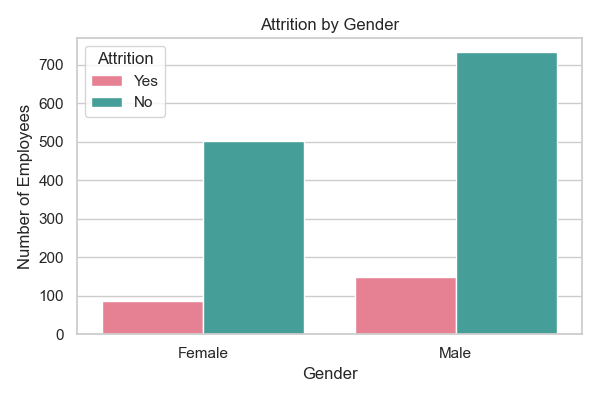 Attrition by Gender
Attrition
Yes
No
Number of Employees
700
600
500
400
300
200
100
0
Female
Male
Gender